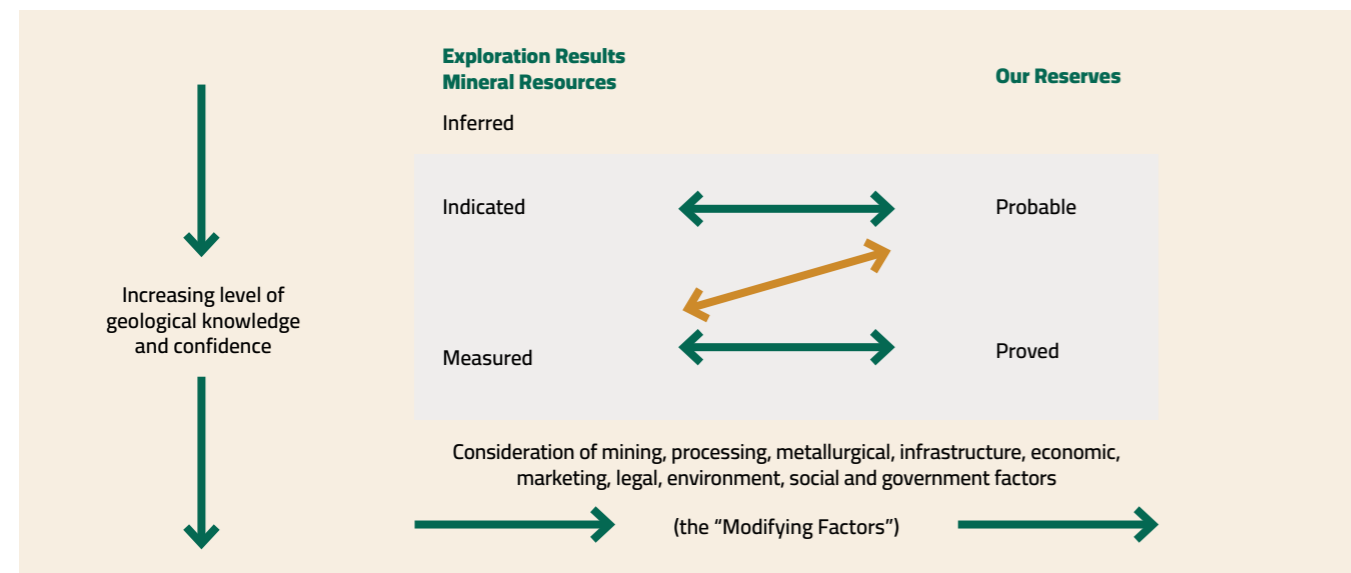 Exploration Results
Mineral Resources
Our Reserves
Inferred
Indicated
Probable
Increasing level of
geological knowledge
and confidence
Measured
Proved
Consideration of mining, processing, metallurgical, infrastructure, economic,
marketing, legal, environment, social and government factors
(the “Modifying Factors”)